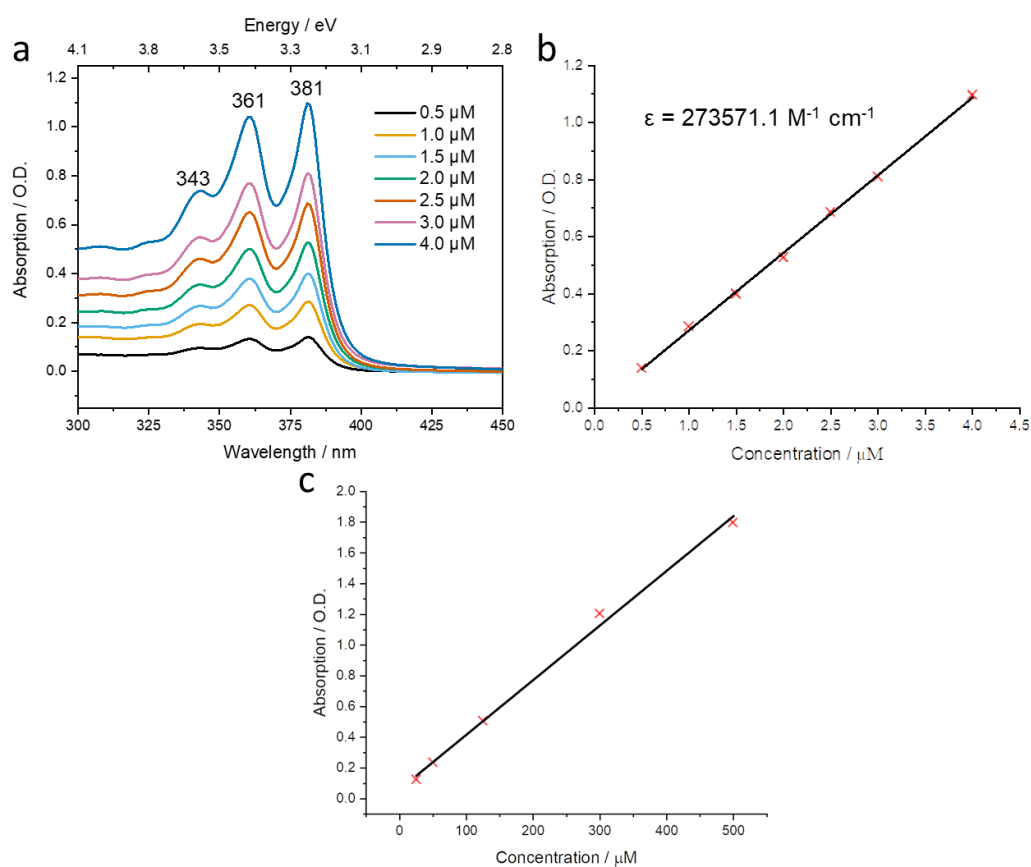 a
Energy / eV
4.1 3.8 3.5 3.3 3.1 2.9 2.8
1.2
1.0
0.8
0.6
0.4
0.2
0.0
Absorption / O.D.
343
361
381
0.5 µM
1.0 µM
1.5 µM
2.0 µM
2.5 µM
3.0 µM
4.0 µM
300 325 350 375 400 425 450
Wavelength / nm
b
1.2
1.0
0.8
0.6
0.4
0.2
0.0
Absorption / O.D.
ε = 273571.1 M⁻¹ cm⁻¹
0.0 0.5 1.0 1.5 2.0 2.5 3.0 3.5 4.0 4.5
Concentration / µM
c
2.0
1.8
1.6
1.4
1.2
1.0
0.8
0.6
0.4
0.2
0.0
Absorption / O.D.
0 100 200 300 400 500
Concentration / µM